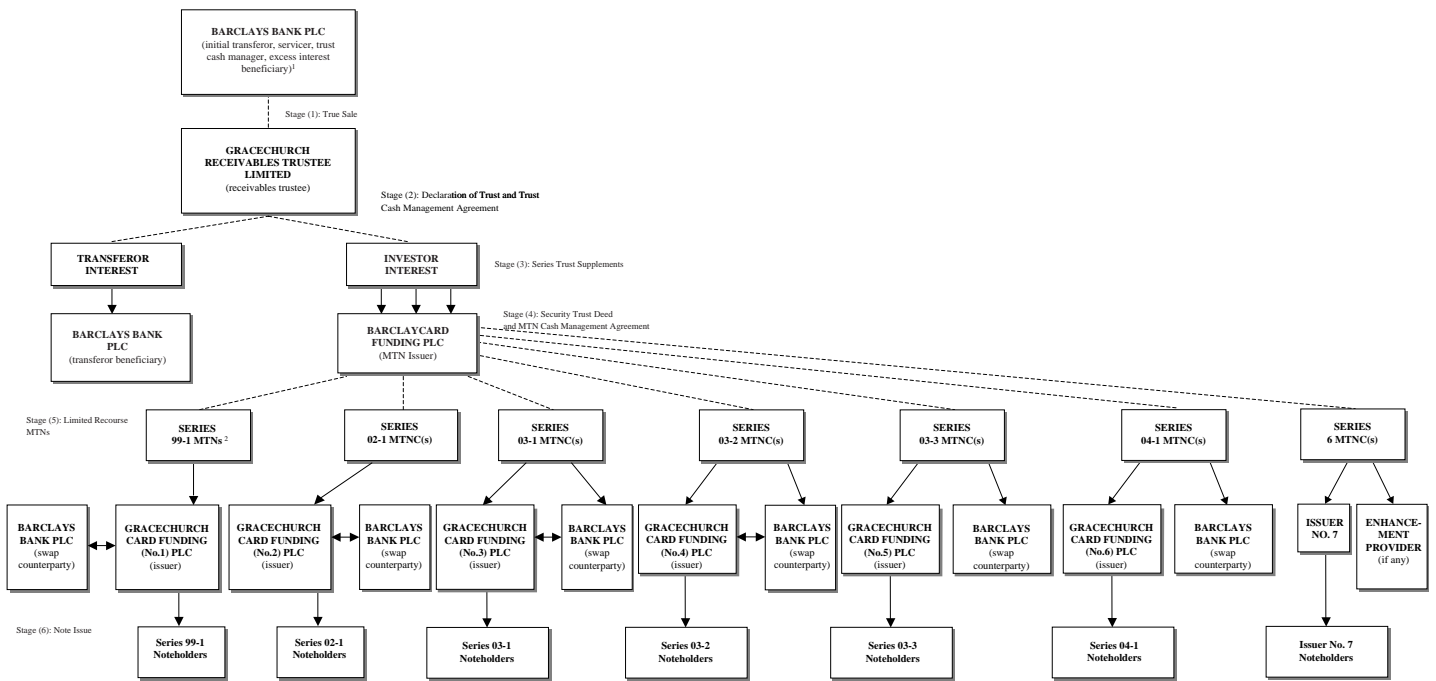 BARCLAYS BANK PLC
(initial transferor, servicer, trust
cash manager, excess interest
beneficiary)1
Stage (1): True Sale
GRACECHURCH
RECEIVABLES TRUSTEE
LIMITED
(receivables trustee)
Stage (2): Declaration of Trust and Trust
Cash Management Agreement
TRANSFEROR
INTEREST
INVESTOR
INTEREST
Stage (3): Series Trust Supplements
BARCLAYS BANK
PLC
(transferor beneficiary)
BARCLAYCARD
FUNDING PLC
(MTN Issuer)
Stage (4): Security Trust Deed
and MTN Cash Management Agreement
Stage (5): Limited Recourse
MTNs
SERIES
99-1 MTNs 2
SERIES
02-1 MTNC(s)
SERIES
03-1 MTNC(s)
SERIES
03-2 MTNC(s)
SERIES
03-3 MTNC(s)
SERIES
04-1 MTNC(s)
SERIES
6 MTNC(s)
BARCLAYS
BANK PLC
(swap
counterparty)
GRACECHURCH
CARD FUNDING
(No.1) PLC
(issuer)
GRACECHURCH
CARD FUNDING
(No.2) PLC
(issuer)
BARCLAYS
BANK PLC
(swap
counterparty)
GRACECHURCH
CARD FUNDING
(No.3) PLC
(issuer)
BARCLAYS
BANK PLC
(swap
counterparty)
GRACECHURCH
CARD FUNDING
(No.4) PLC
(issuer)
BARCLAYS
BANK PLC
(swap
counterparty)
GRACECHURCH
CARD FUNDING
(No.5) PLC
(issuer)
BARCLAYS
BANK PLC
(swap
counterparty)
GRACECHURCH
CARD FUNDING
(No.6) PLC
(issuer)
BARCLAYS
BANK PLC
(swap
counterparty)
ISSUER
NO. 7
ENHANCE-
MENT
PROVIDER
(if any)
Stage (6): Note Issue
Series 99-1
Noteholders
Series 02-1
Noteholders
Series 03-1
Noteholders
Series 03-2
Noteholders
Series 03-3
Noteholders
Series 04-1
Noteholders
Issuer No. 7
Noteholders